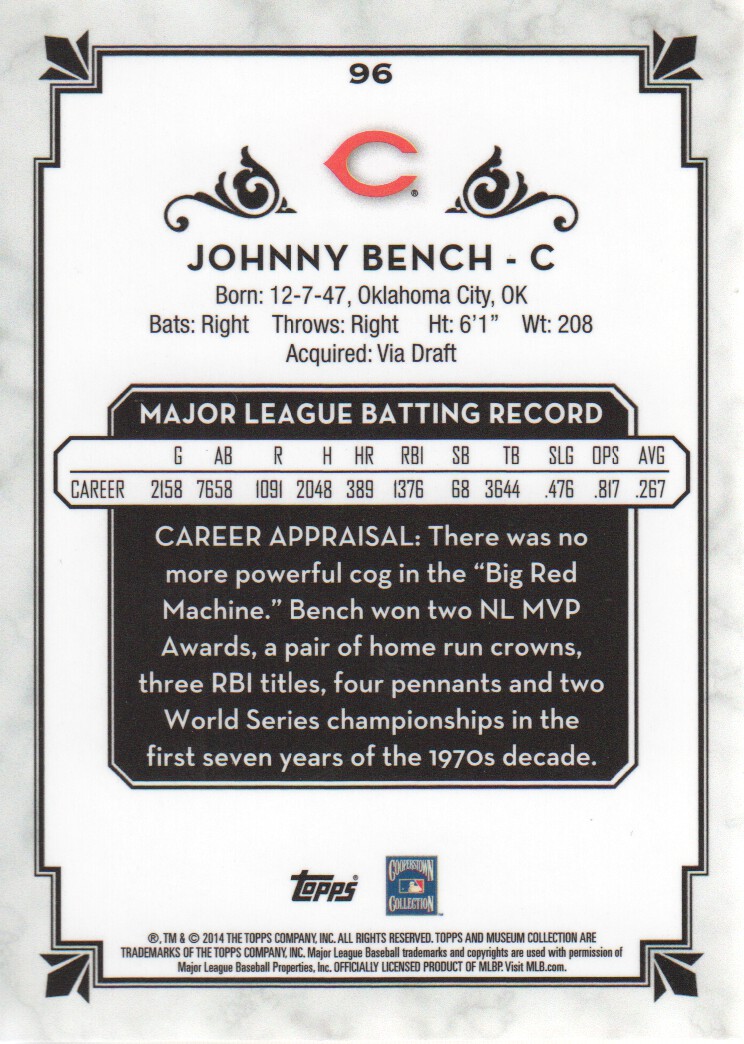 96
C
JOHNNY BENCH - C
Born: 12-7-47, Oklahoma City, OK
Bats: Right Throws: Right Ht: 6'1" Wt: 208
Acquired: Via Draft
MAJOR LEAGUE BATTING RECORD
G AB R H HR RBI SB TB SLG OPS AVG
CAREER 2158 7658 1091 2048 389 1376 68 3644 .476 .817 .267
CAREER APPRAISAL: There was no
more powerful cog in the “Big Red
Machine.” Bench won two NL MVP
Awards, a pair of home run crowns,
three RBI titles, four pennants and two
World Series championships in the
first seven years of the 1970s decade.
Topps
COOPERSTOWN
COLLECTION
®, TM & © 2014 THE TOPPS COMPANY, INC. ALL RIGHTS RESERVED. TOPPS AND MUSEUM COLLECTION ARE
TRADEMARKS OF THE TOPPS COMPANY, INC. Major League Baseball trademarks and copyrights are used with permission of
Major League Baseball Properties, Inc. OFFICIALLY LICENSED PRODUCT OF MLBP. Visit MLB.com.